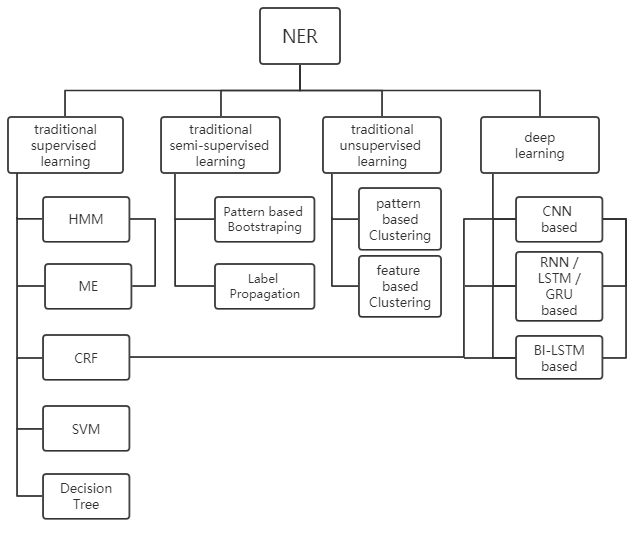 NER
traditional
supervised
learning
traditional
semi-supervised
learning
traditional
unsupervised
learning
deep
learning
HMM
ME
CRF
SVM
Decision
Tree
Pattern based
Bootstraping
Label
Propagation
pattern
based
Clustering
feature
based
Clustering
CNN
based
RNN /
LSTM /
GRU
based
BI-LSTM
based